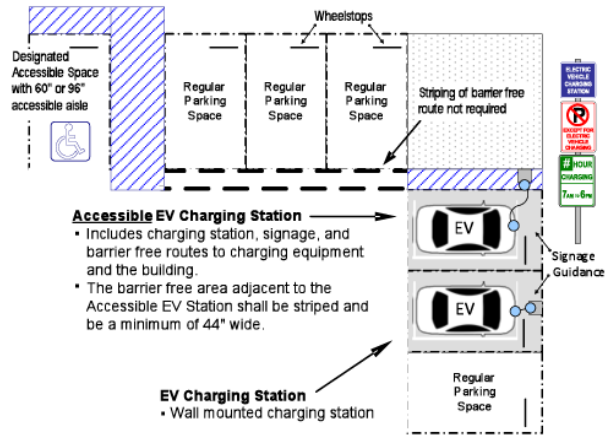 Wheelstops
Designated
Accessible Space
with 60" or 96"
accessible aisle
Regular
Parking
Space
Regular
Parking
Space
Regular
Parking
Space
Striping of barrier free
route not required
ELECTRIC
VEHICLE
CHARGING
STATION
P
EXCEPT FOR
ELECTRIC
VEHICLE
CHARGING
# HOUR
CHARGING
7AM TO 6PM
Accessible EV Charging Station
▪ Includes charging station, signage, and
barrier free routes to charging equipment
and the building.
▪ The barrier free area adjacent to the
Accessible EV Station shall be striped and
be a minimum of 44" wide.
EV
EV
Signage
Guidance
EV Charging Station
▪ Wall mounted charging station
Regular
Parking
Space